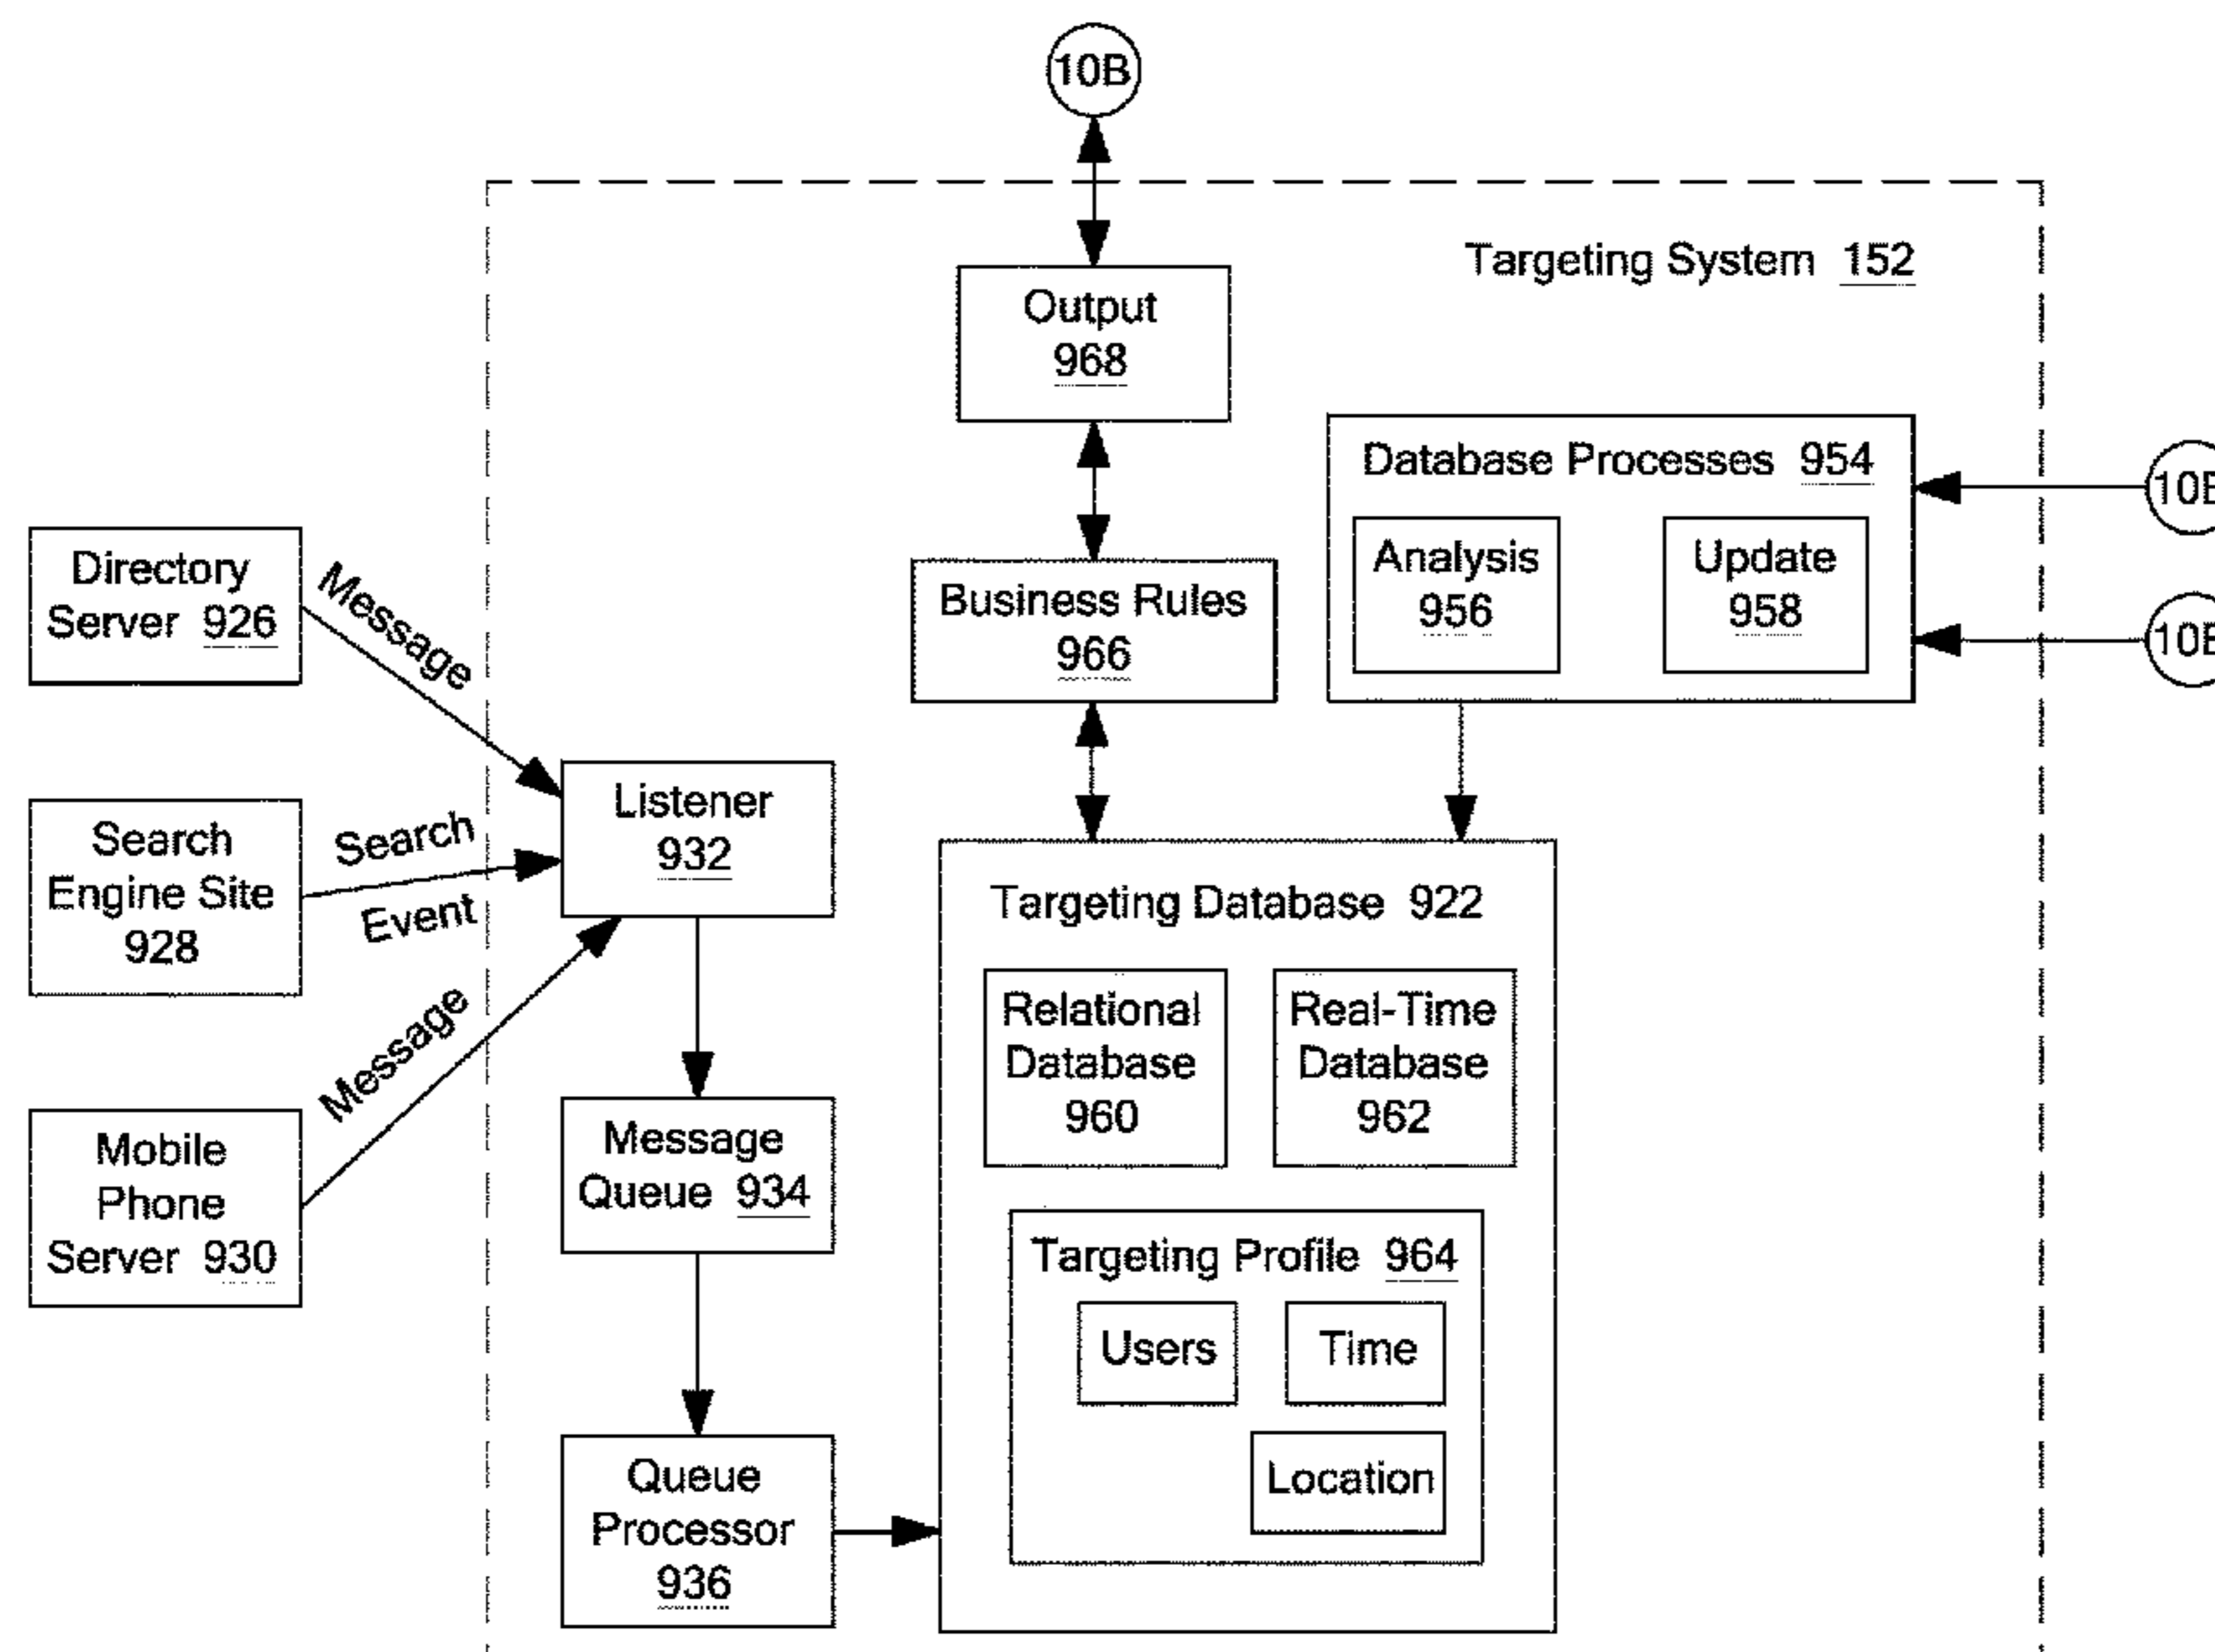 10B
Targeting System 152
Output
968
Database Processes 954
Analysis
956
Update
958
10B
10B
Business Rules
966
Directory
Server 926
Message
Search
Engine Site
928
Search
Event
Mobile
Phone
Server 930
Message
Listener
932
Message
Queue 934
Queue
Processor
936
Targeting Database 922
Relational
Database
960
Real-Time
Database
962
Targeting Profile 964
Users
Time
Location